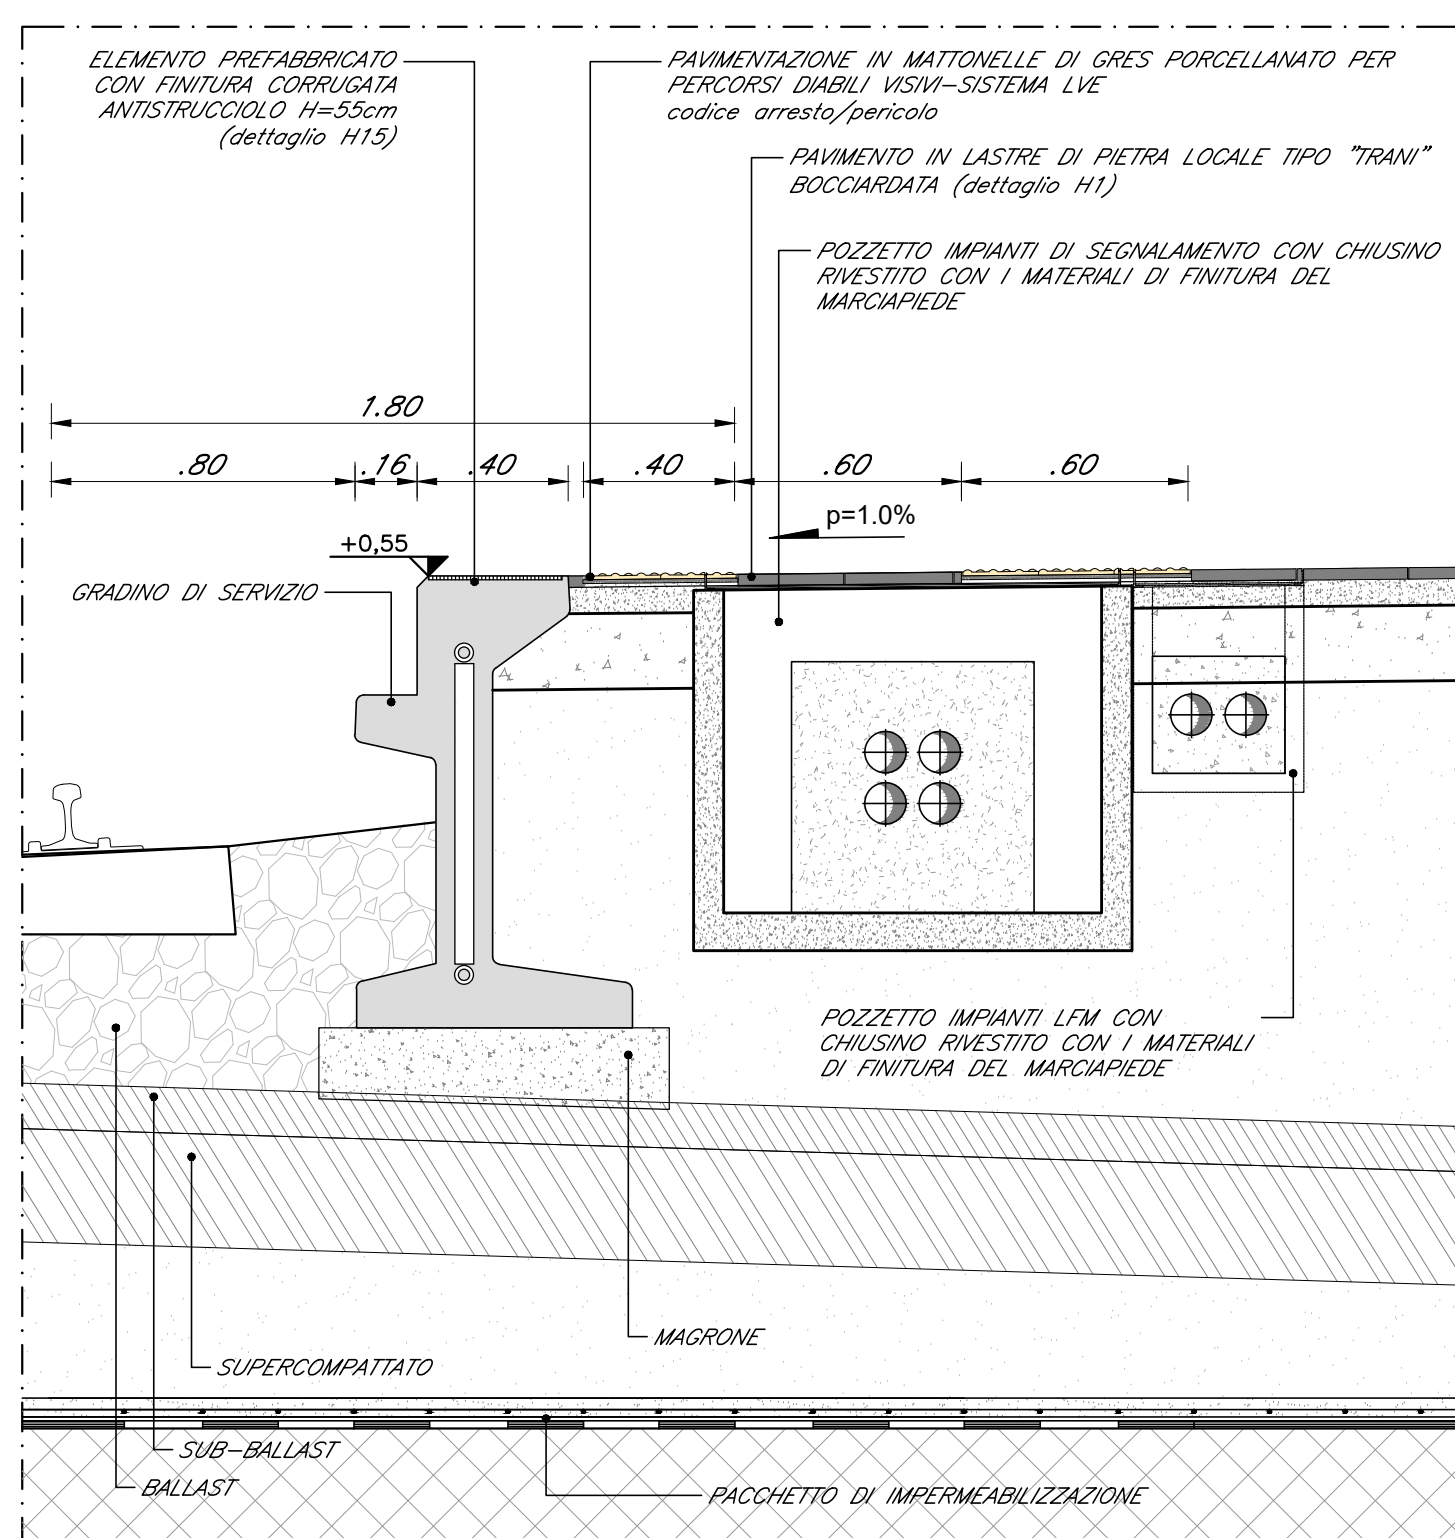 ELEMENTO PREFABBRICATO
CON FINITURA CORRUGATA
ANTISTRUCCIOLO H=55cm
(dettaglio H15)
PAVIMENTAZIONE IN MATTONELLE DI GRES PORCELLANATO PER
PERCORSI DIABILI VISIVI-SISTEMA LVE
codice arresto/pericolo
PAVIMENTO IN LASTRE DI PIETRA LOCALE TIPO "TRANI"
BOCCIARDATA (dettaglio H1)
POZZETTO IMPIANTI DI SEGNALAMENTO CON CHIUSINO
RIVESTITO CON I MATERIALI DI FINITURA DEL
MARCIAPIEDE
1.80
.80 .16 .40 .40 .60 .60
p=1.0%
+0,55
GRADINO DI SERVIZIO
POZZETTO IMPIANTI LFM CON
CHIUSINO RIVESTITO CON I MATERIALI
DI FINITURA DEL MARCIAPIEDE
MAGRONE
SUPERCOMPATTATO
SUB-BALLAST
BALLAST
PACCHETTO DI IMPERMEABILIZZAZIONE